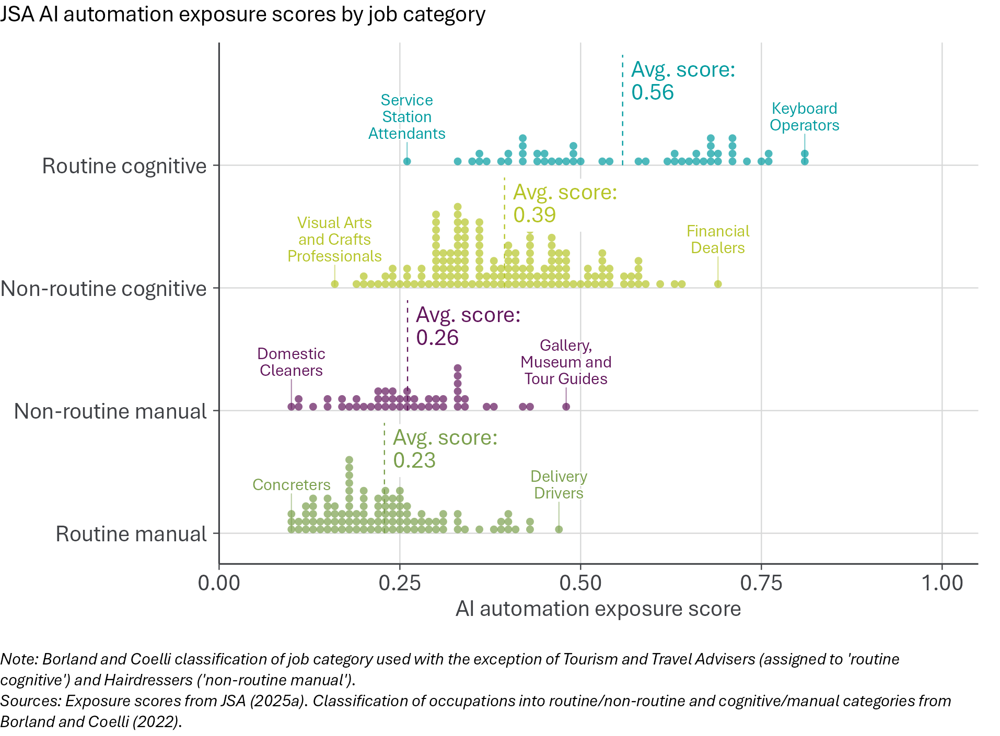 JSA AI automation exposure scores by job category
Avg. score:
0.56
Service
Station
Attendants
Keyboard
Operators
Routine cognitive
Avg. score:
0.39
Visual Arts
and Crafts
Professionals
Financial
Dealers
Non-routine cognitive
Avg. score:
0.26
Domestic
Cleaners
Gallery,
Museum and
Tour Guides
Non-routine manual
Avg. score:
0.23
Concreters
Delivery
Drivers
Routine manual
0.00 0.25 0.50 0.75 1.00
AI automation exposure score
Note: Borland and Coelli classification of job category used with the exception of Tourism and Travel Advisers (assigned to 'routine
cognitive') and Hairdressers ('non-routine manual').
Sources: Exposure scores from JSA (2025a). Classification of occupations into routine/non-routine and cognitive/manual categories from
Borland and Coelli (2022).